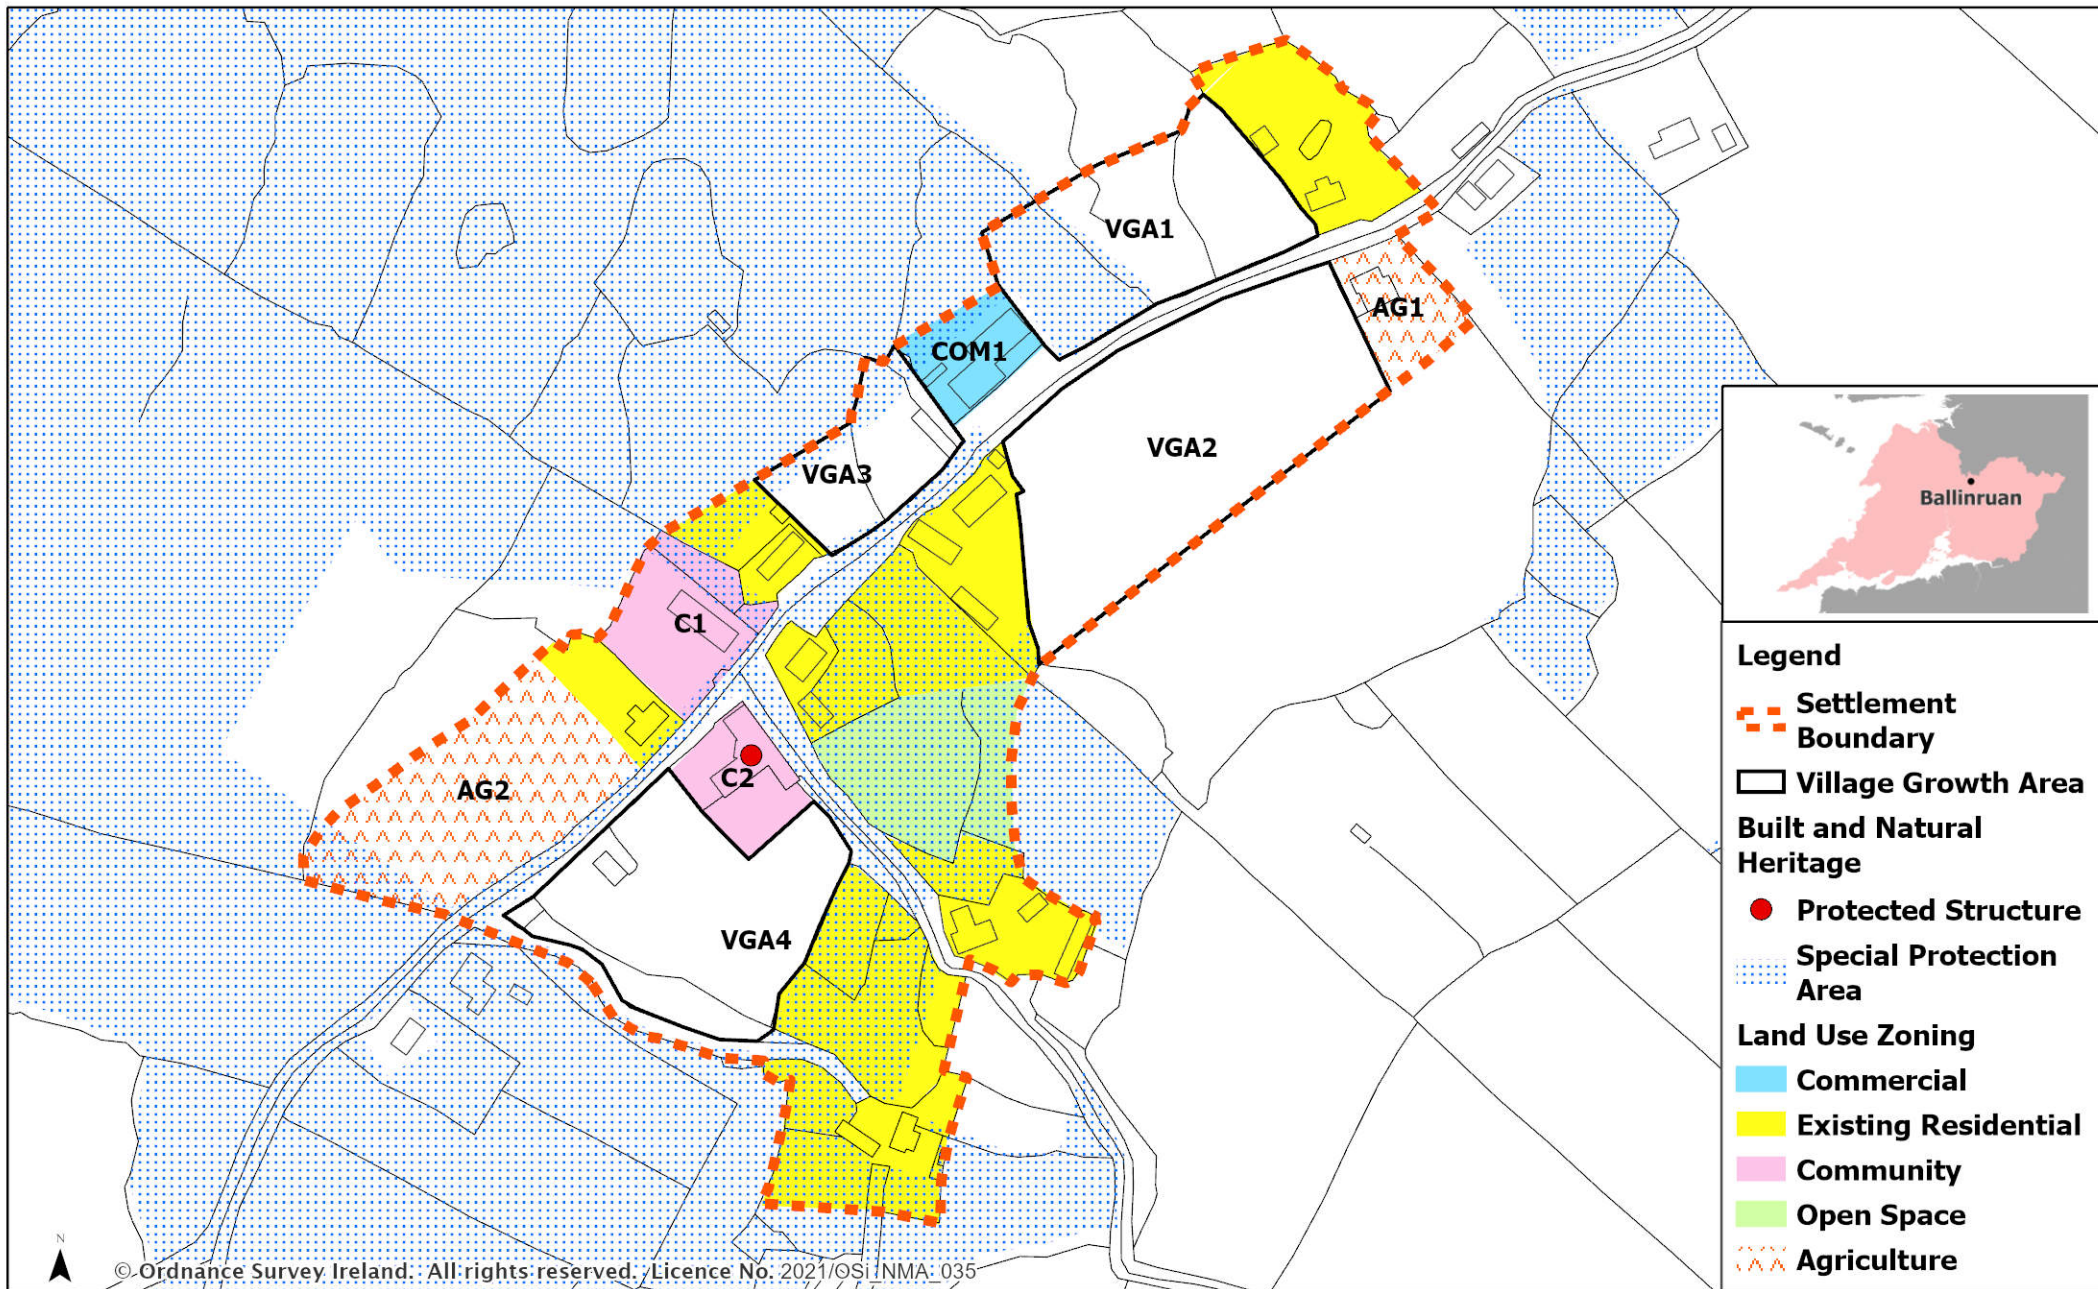 VGA1
AG1
COM1
VGA2
VGA3
C1
C2
AG2
VGA4
Ballinruan
Legend
Settlement
Boundary
Village Growth Area
Built and Natural
Heritage
Protected Structure
Special Protection
Area
Land Use Zoning
Commercial
Existing Residential
Community
Open Space
Agriculture
N
© Ordnance Survey Ireland. All rights reserved. Licence No. 2021/OSi_NMA_035